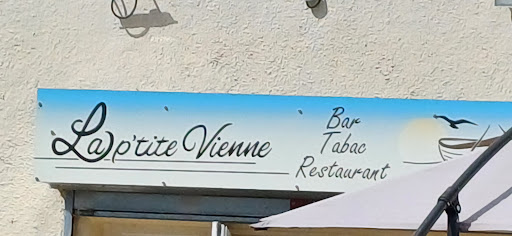 La p'tite Vienne
Bar
Tabac
Restaurant